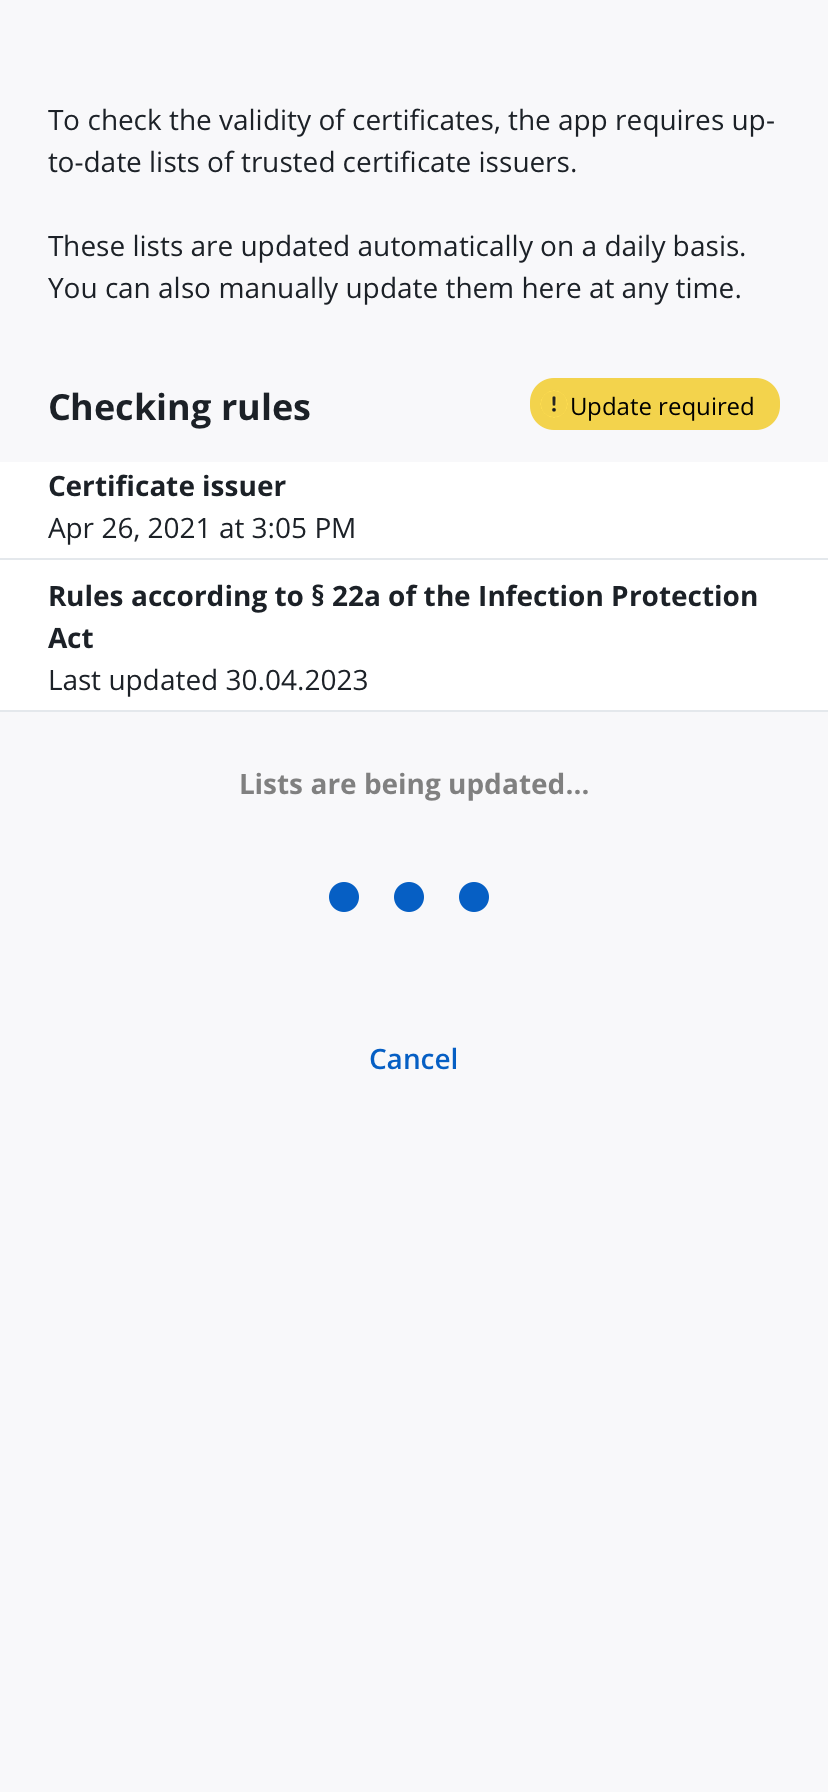 To check the validity of certificates, the app requires up-
to-date lists of trusted certificate issuers.
These lists are updated automatically on a daily basis.
You can also manually update them here at any time.
Checking rules
! Update required
Certificate issuer
Apr 26, 2021 at 3:05 PM
Rules according to § 22a of the Infection Protection
Act
Last updated 30.04.2023
Lists are being updated...
Cancel